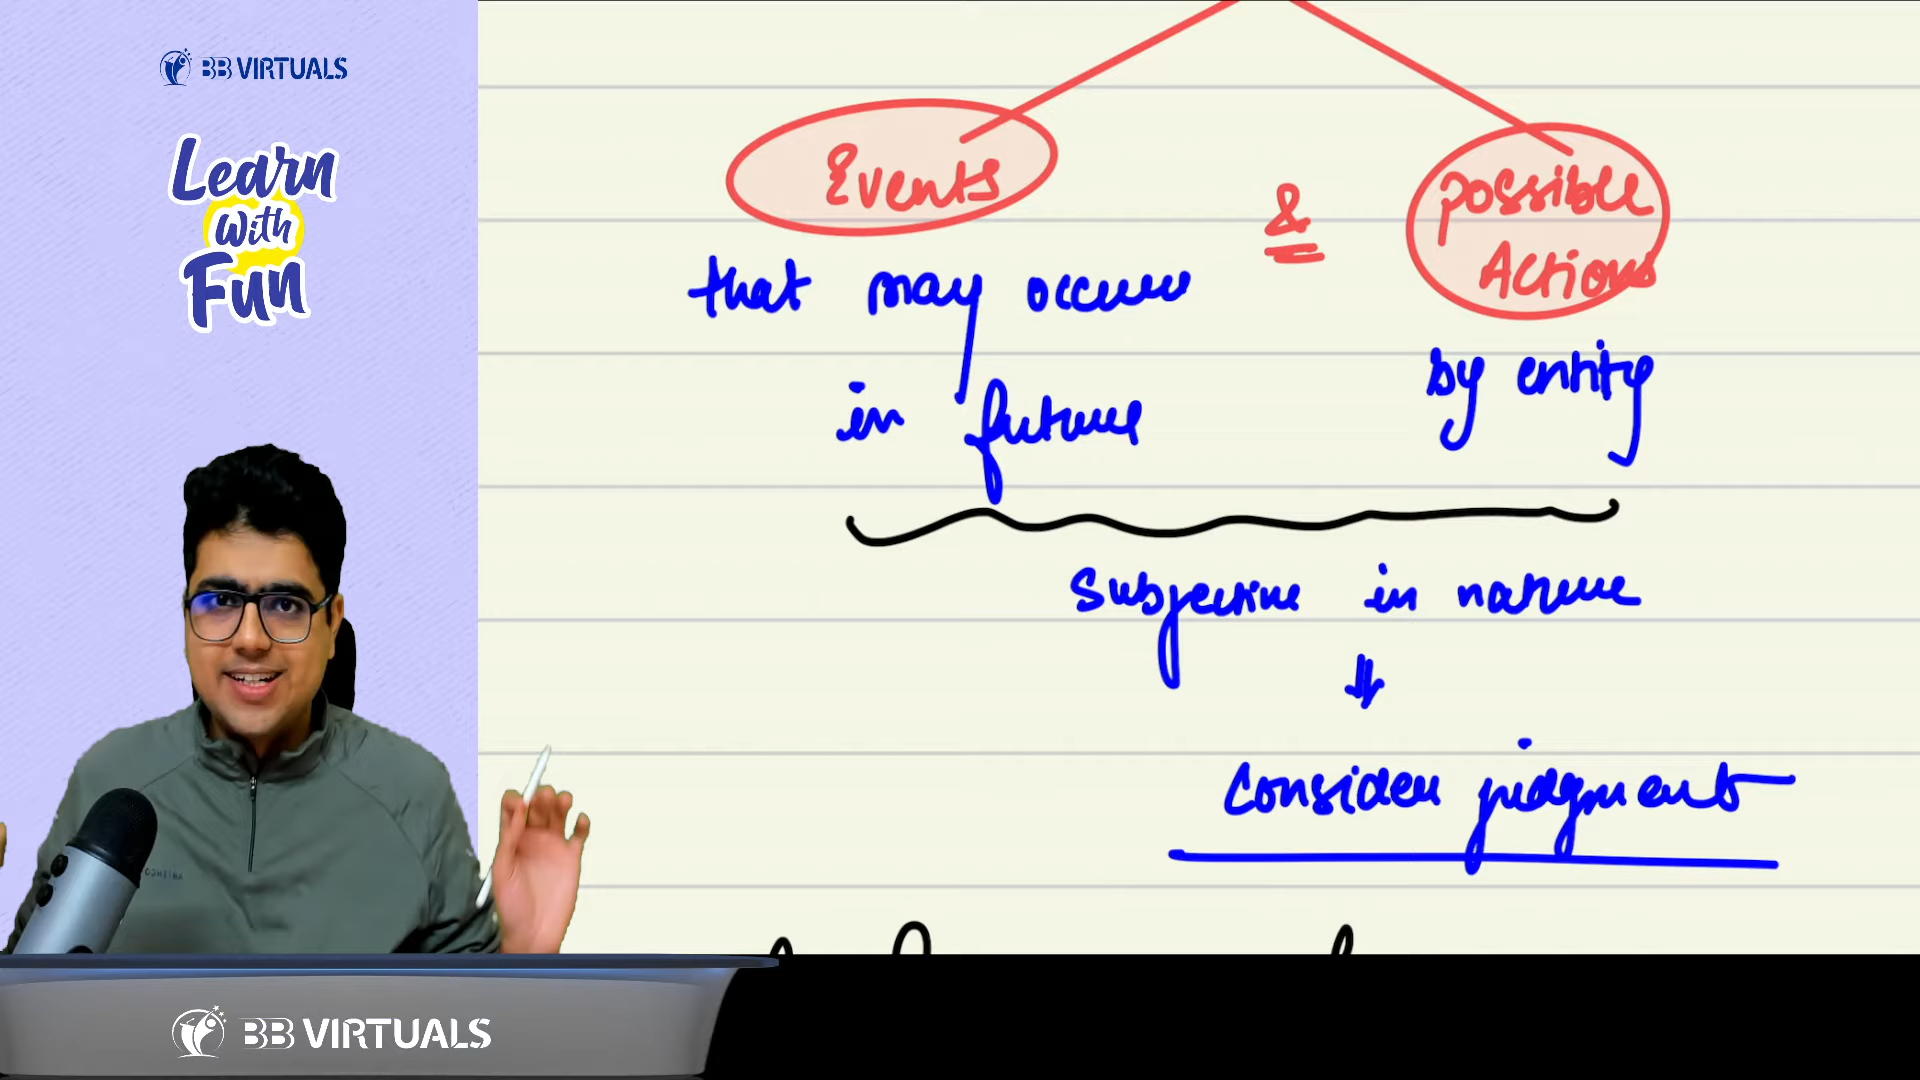 BB VIRTUALS
Learn
With
Fun
Events
&
possible
Actions
that may occur
in future
by entity
Subjective in nature
Consider judgment
BB VIRTUALS